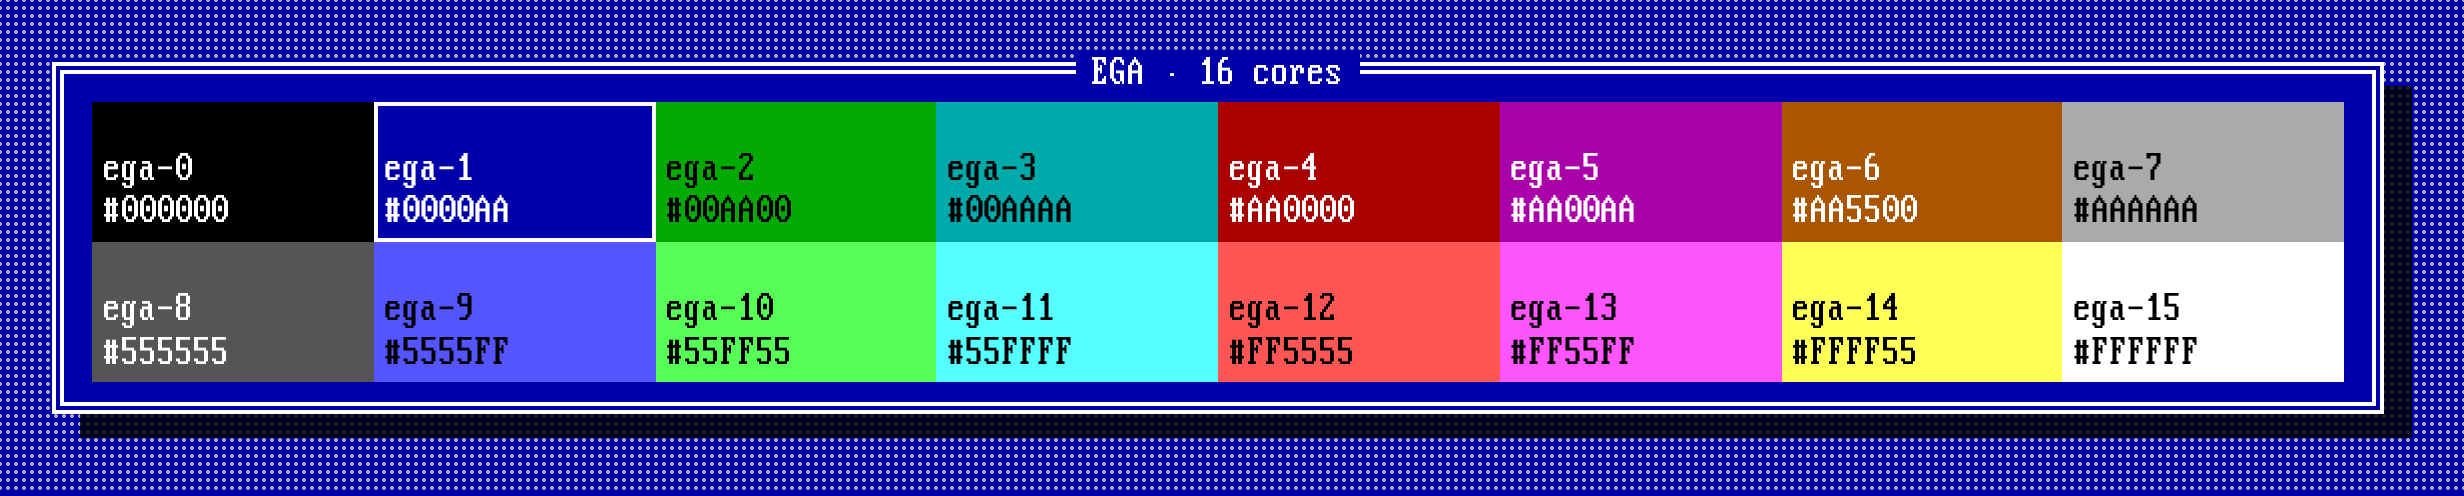 EGA · 16 cores
ega-0 ega-1 ega-2 ega-3 ega-4 ega-5 ega-6 ega-7
#000000 #0000AA #00AA00 #00AAAA #AA0000 #AA00AA #AA5500 #AAAAAA
ega-8 ega-9 ega-10 ega-11 ega-12 ega-13 ega-14 ega-15
#555555 #5555FF #55FF55 #55FFFF #FF5555 #FF55FF #FFFF55 #FFFFFF